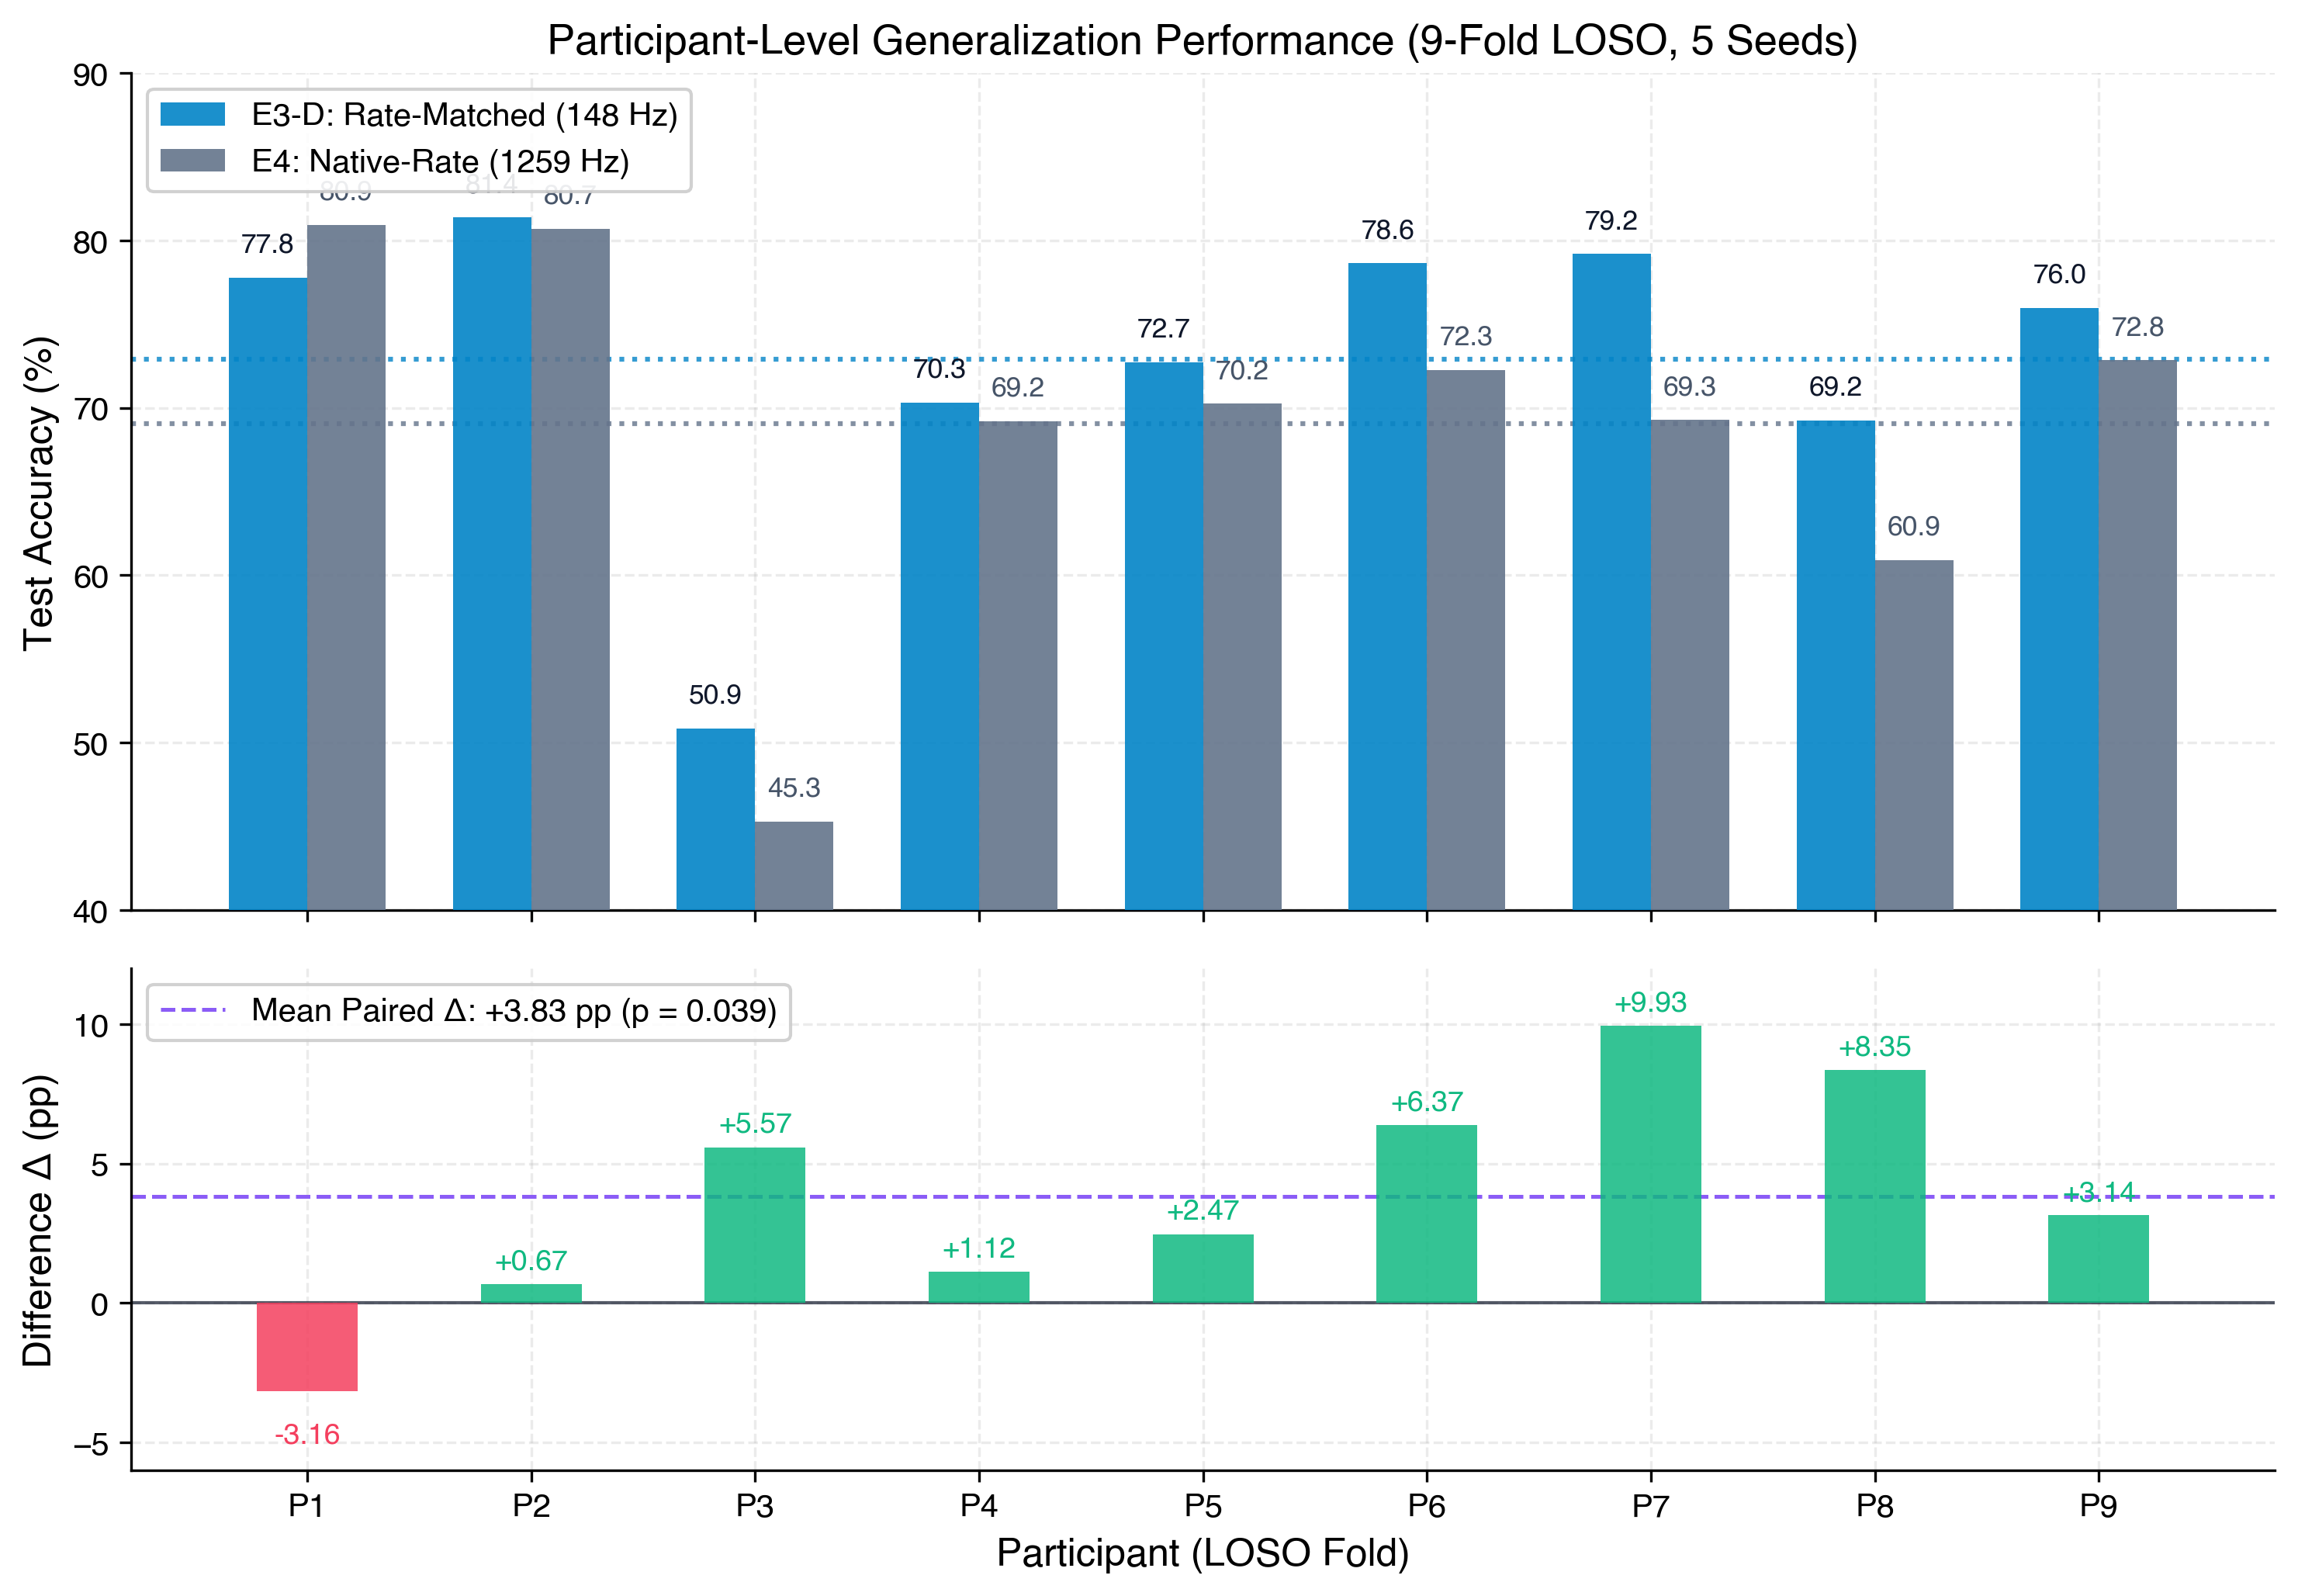 Participant-Level Generalization Performance (9-Fold LOSO, 5 Seeds)
Test Accuracy (%)
90
80
70
60
50
40
E3-D: Rate-Matched (148 Hz)
E4: Native-Rate (1259 Hz)
77.8
80.9
81.4
80.7
50.9
45.3
70.3
69.2
72.7
70.2
78.6
72.3
79.2
69.3
69.2
60.9
76.0
72.8
Difference Δ (pp)
10
5
0
−5
Mean Paired Δ: +3.83 pp (p = 0.039)
-3.16
+0.67
+5.57
+1.12
+2.47
+6.37
+9.93
+8.35
+3.14
P1
P2
P3
P4
P5
P6
P7
P8
P9
Participant (LOSO Fold)